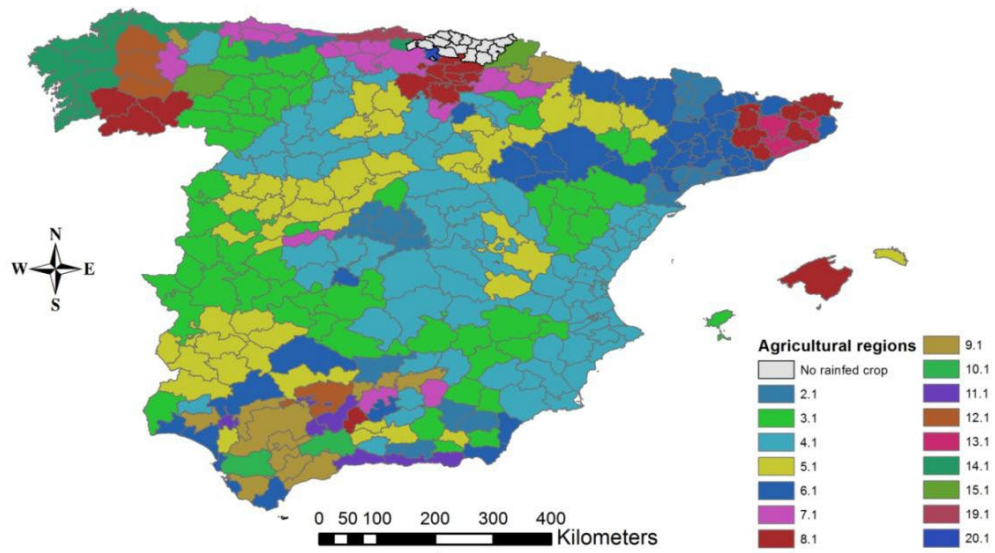 N
W E
S
Agricultural regions
No rainfed crop
2.1
3.1
4.1
5.1
6.1
7.1
8.1
9.1
10.1
11.1
12.1
13.1
14.1
15.1
19.1
20.1
0 50 100 200 300 400
Kilometers